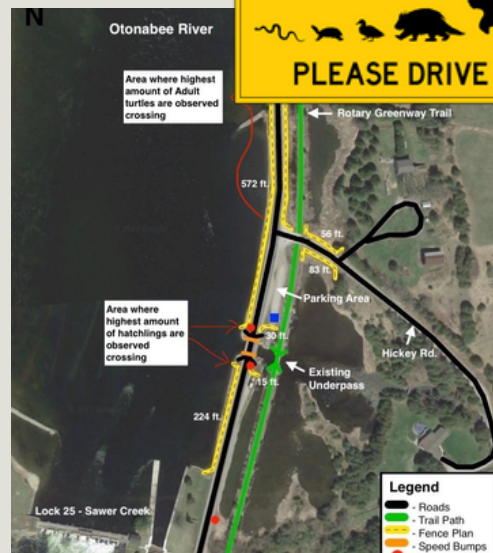 N
Otonabee River
PLEASE DRIVE
Area where highest
amount of Adult
turtles are observed
crossing
Rotary Greenway Trail
572 ft.
56 ft.
83 ft.
Parking Area
Area where
highest amount
of hatchlings are
observed
crossing
30 ft.
Hickey Rd.
Existing
Underpass
15 ft.
224 ft.
Lock 25 - Sawer Creek
Legend
- Roads
- Trail Path
- Fence Plan
- Speed Bumps